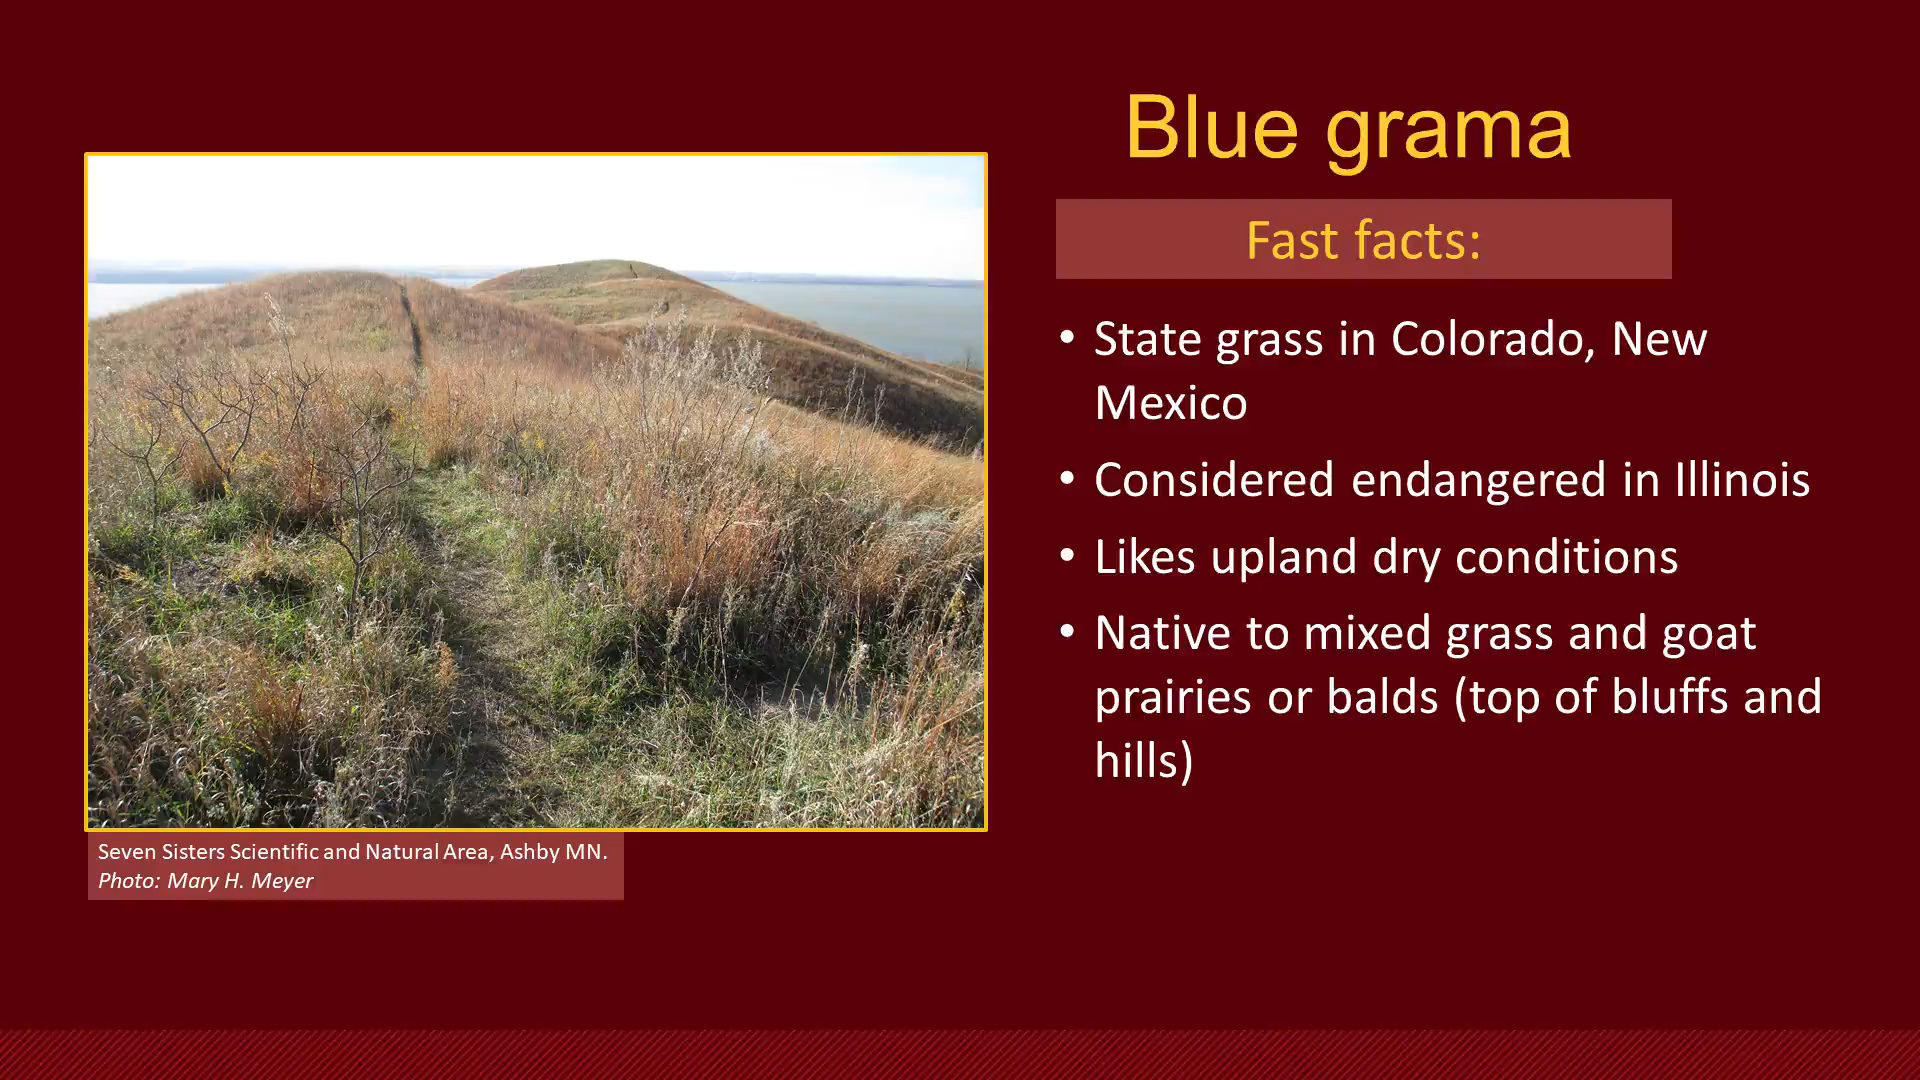 Blue grama
Fast facts:
• State grass in Colorado, New
Mexico
• Considered endangered in Illinois
• Likes upland dry conditions
• Native to mixed grass and goat
prairies or balds (top of bluffs and
hills)
Seven Sisters Scientific and Natural Area, Ashby MN.
Photo: Mary H. Meyer